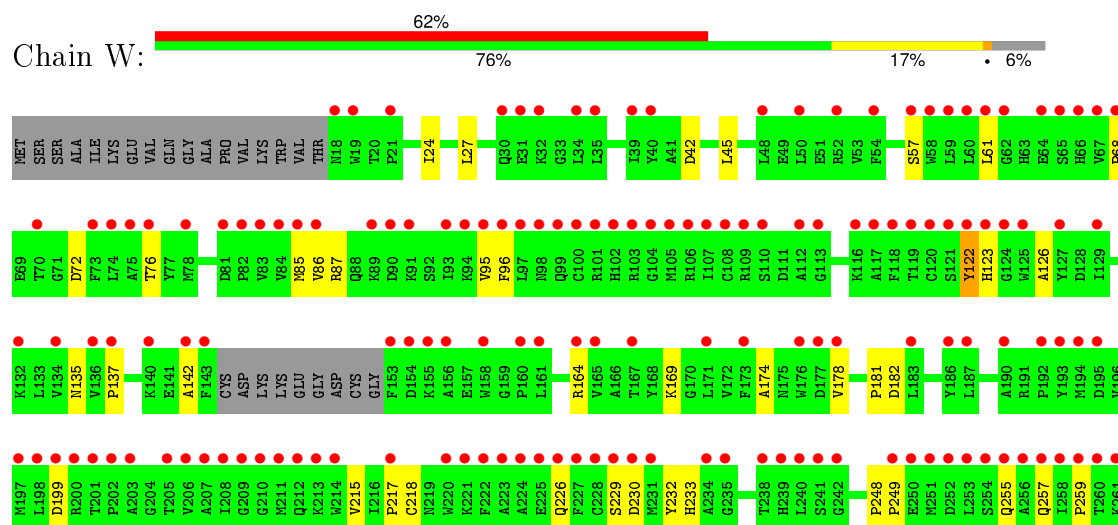 62%
Chain W:
76% 17% • 6%
MET SER SER ALA ILE LYS GLU VAL VAL GLN GLY ALA PRO VAL LYS TRP VAL THR N18 W19 I20 P21 I24 L27 Q30 E31 K32 G33 L34 L35 I39 Y40 A41 D42 L45 L48 E49 L50 E51 R52 V53 F54 S57 W58 L59 L60 L61 G62 H63 E64 S65 H66 V67 P68
E69 T70 G71 D72 F73 L74 A75 T76 Y77 M78 D81 P82 V83 V84 M85 V86 R87 Q88 K89 D90 K91 S92 I93 K94 V95 F96 L97 N98 Q99 C100 R101 H102 R103 G104 M105 R106 I107 C108 R109 S110 D111 A112 G113 K116 A117 F118 T119 C120 S121 Y122 H123 G124 W125 A126 Y127 D128 I129
K132 L133 V134 N135 V136 P137 K140 E141 A142 F143 CYS ASP LYS LYS GLU GLY ASP CYS GLY F153 D154 K155 A156 E157 W158 G159 P160 L161 R164 V165 A166 T167 Y168 K169 G170 L171 V172 F173 A174 N175 W176 D177 V178 P181 D182 L183 Y186 L187 A190 R191 P192 Y193 M194 D195 V196
M197 L198 D199 R200 T201 P202 A203 G204 T205 V206 A207 I208 G209 G210 M211 Q212 K213 W214 V215 I216 P217 C218 N219 W220 K221 F222 A223 A224 E225 Q226 F227 C228 S229 D230 M231 Y232 H233 A234 G235 T238 H239 L240 S241 G242 P248 P249 E250 M251 D252 L253 S254 Q255 A256 Q257 I258 P259 T260